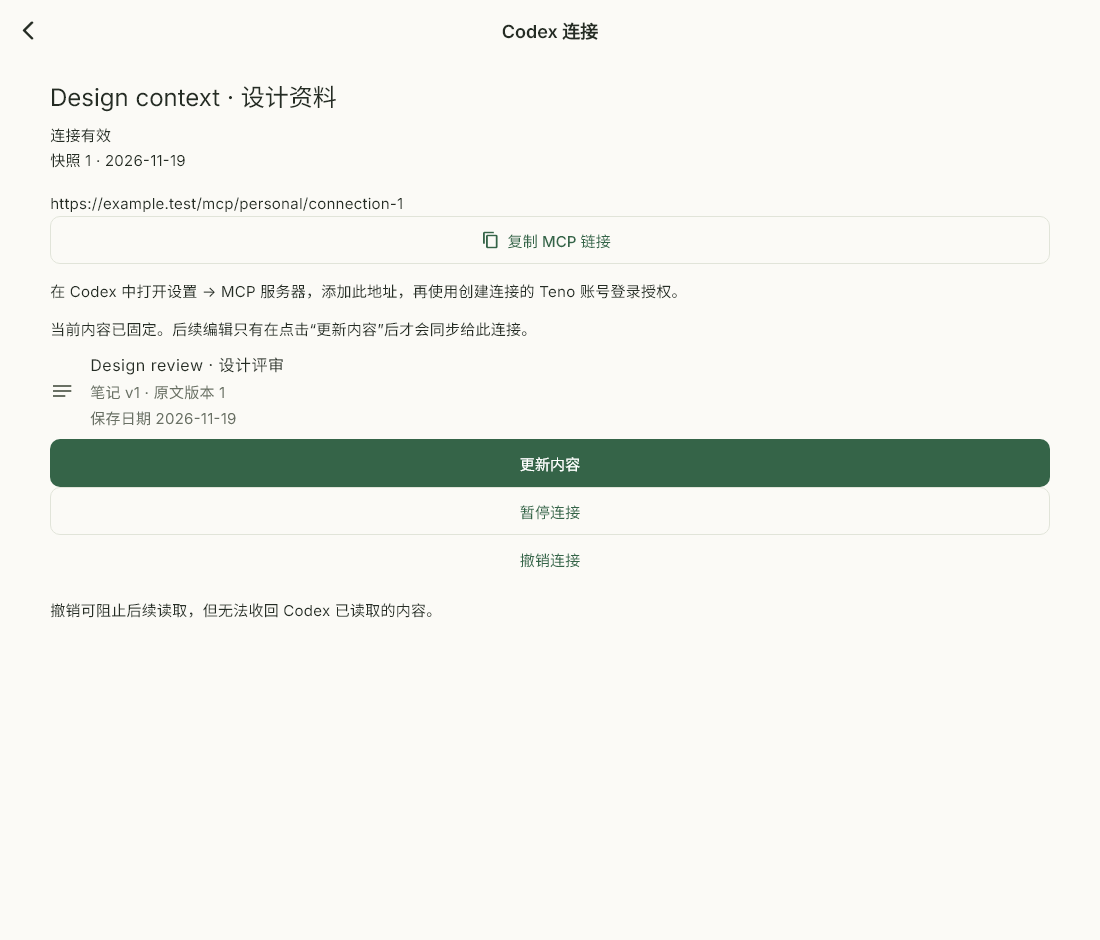 Codex 连接
Design context · 设计资料
连接有效
快照 1 · 2026-11-19
https://example.test/mcp/personal/connection-1
复制 MCP 链接
在 Codex 中打开设置 → MCP 服务器，添加此地址，再使用创建连接的 Teno 账号登录授权。
当前内容已固定。后续编辑只有在点击“更新内容”后才会同步给此连接。
Design review · 设计评审
笔记 v1 · 原文版本 1
保存日期 2026-11-19
更新内容
暂停连接
撤销连接
撤销可阻止后续读取，但无法收回 Codex 已读取的内容。